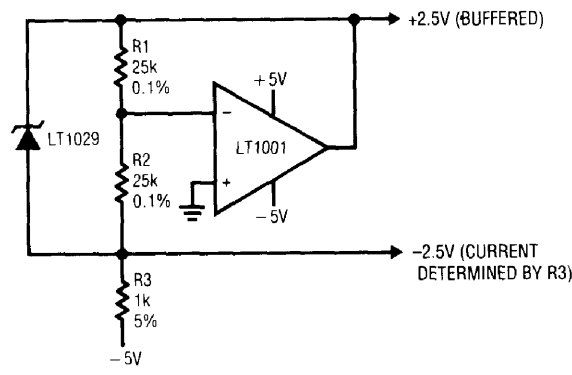 +2.5V (BUFFERED)
R1
25k
0.1%
+5V
−
LT1029
LT1001
R2
25k
0.1%
+
−5V
−2.5V (CURRENT
DETERMINED BY R3)
R3
1k
5%
−5V